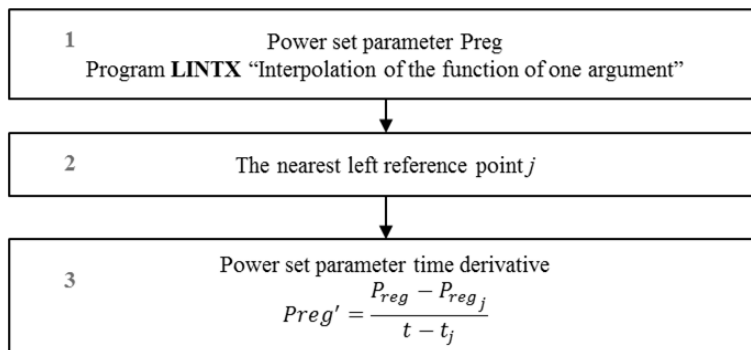 1
Power set parameter Preg
Program LINTX “Interpolation of the function of one argument”
2
The nearest left reference point j
3
Power set parameter time derivative
Preg′ = (P_reg − P_reg_j) / (t − t_j)